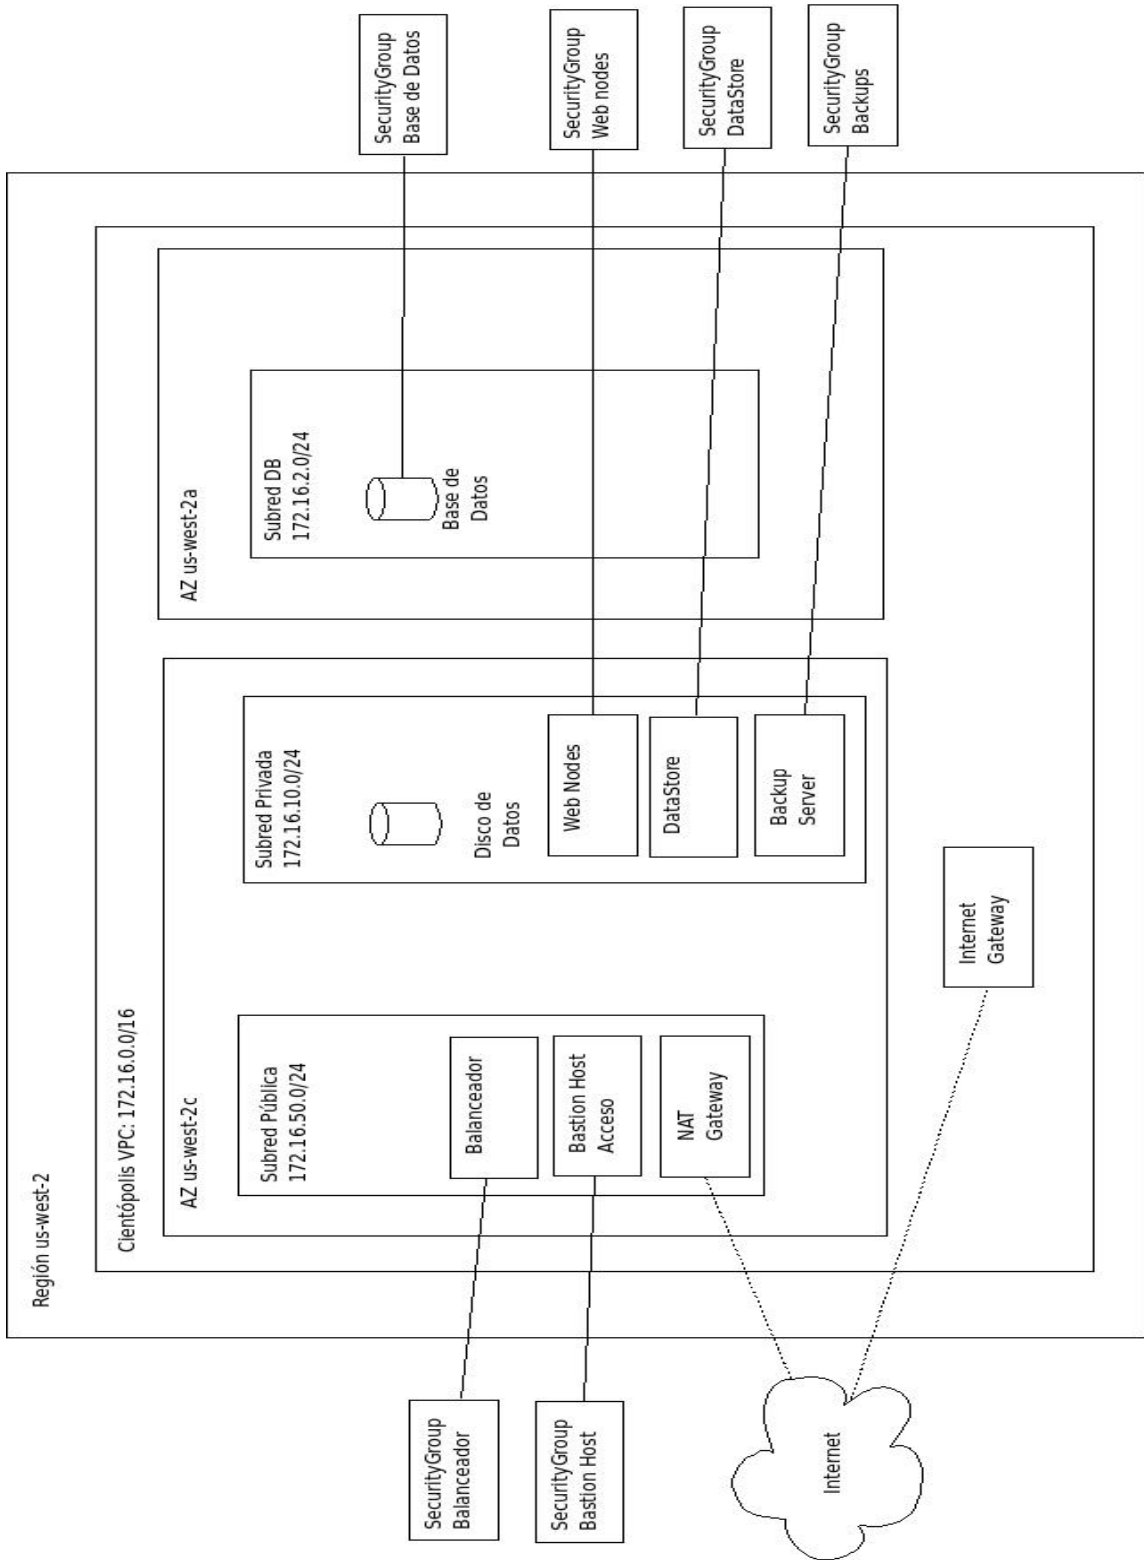 Región us-west-2
Cientópolis VPC: 172.16.0.0/16
AZ us-west-2c
Subred Pública
172.16.50.0/24
Balanceador
Bastion Host
Acceso
NAT
Gateway
Subred Privada
172.16.10.0/24
Disco de
Datos
Web Nodes
DataStore
Backup
Server
AZ us-west-2a
Subred DB
172.16.2.0/24
Base de
Datos
Internet
Gateway
SecurityGroup
Balanceador
SecurityGroup
Bastion Host
Internet
SecurityGroup
Base de Datos
SecurityGroup
Web nodes
SecurityGroup
DataStore
SecurityGroup
Backups